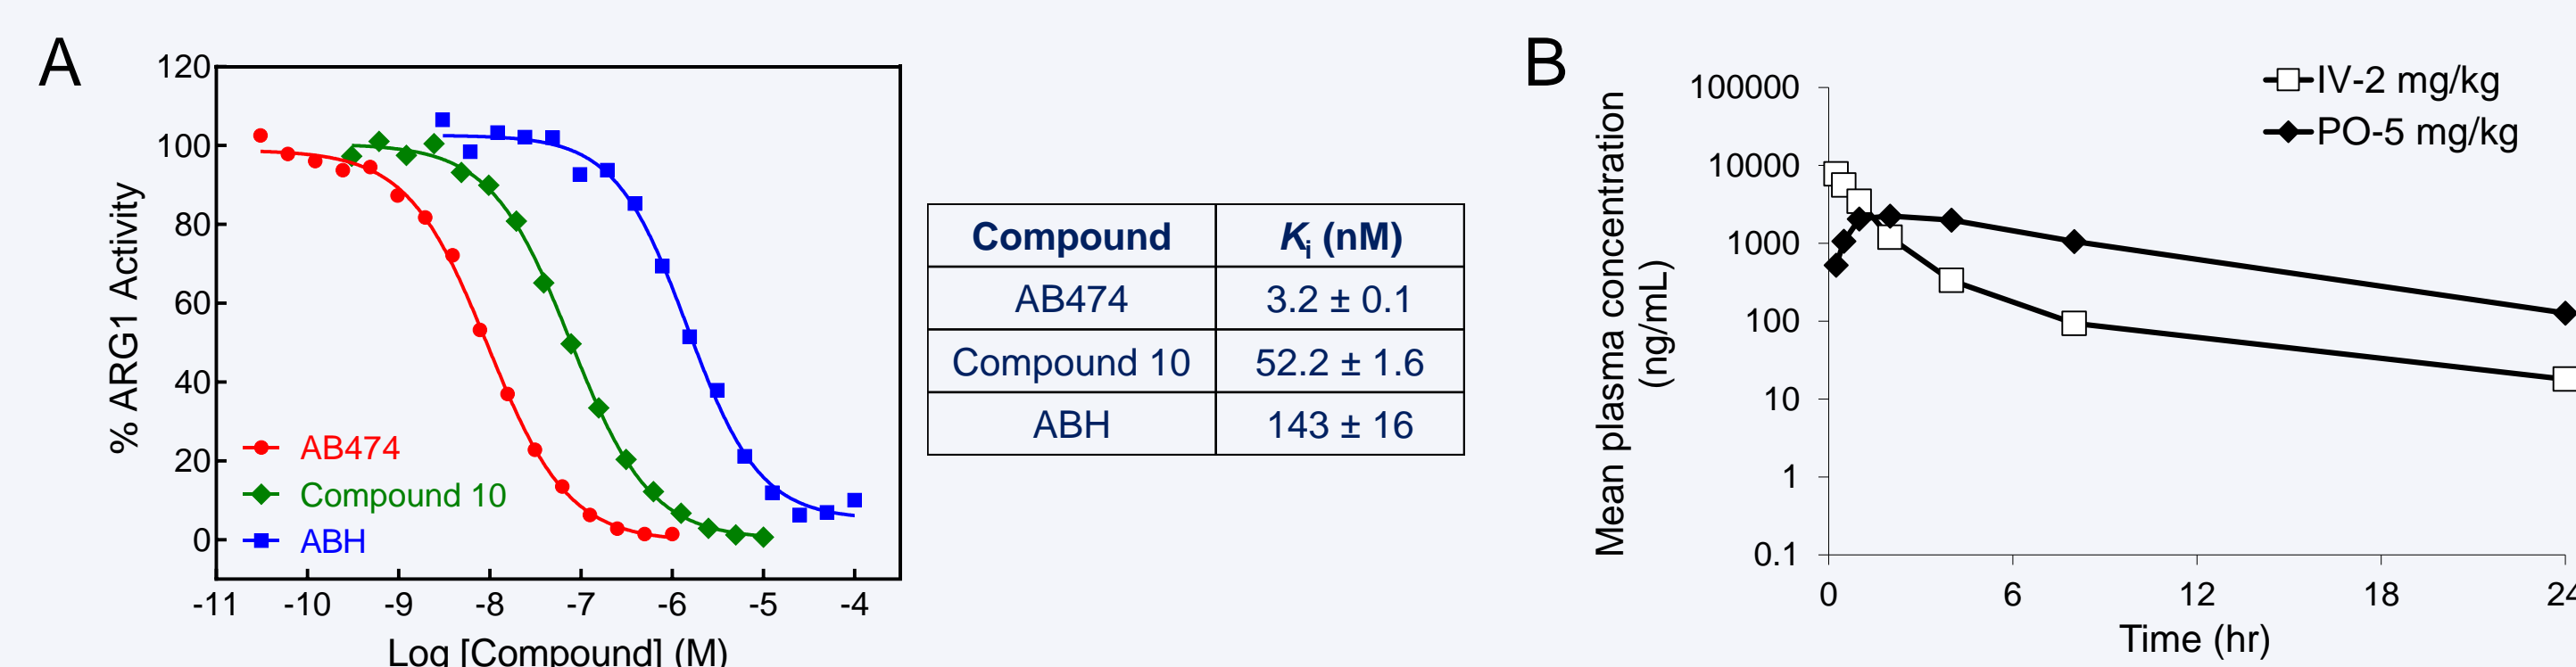 A
120
100
80
60
40
20
0
% ARG1 Activity
AB474
Compound 10
ABH
-11 -10 -9 -8 -7 -6 -5 -4
Log [Compound] (M)
Compound Ki (nM)
AB474 3.2 ± 0.1
Compound 10 52.2 ± 1.6
ABH 143 ± 16
B
Mean plasma concentration
(ng/mL)
100000
10000
1000
100
10
1
0.1
IV-2 mg/kg
PO-5 mg/kg
0 6 12 18 24
Time (hr)